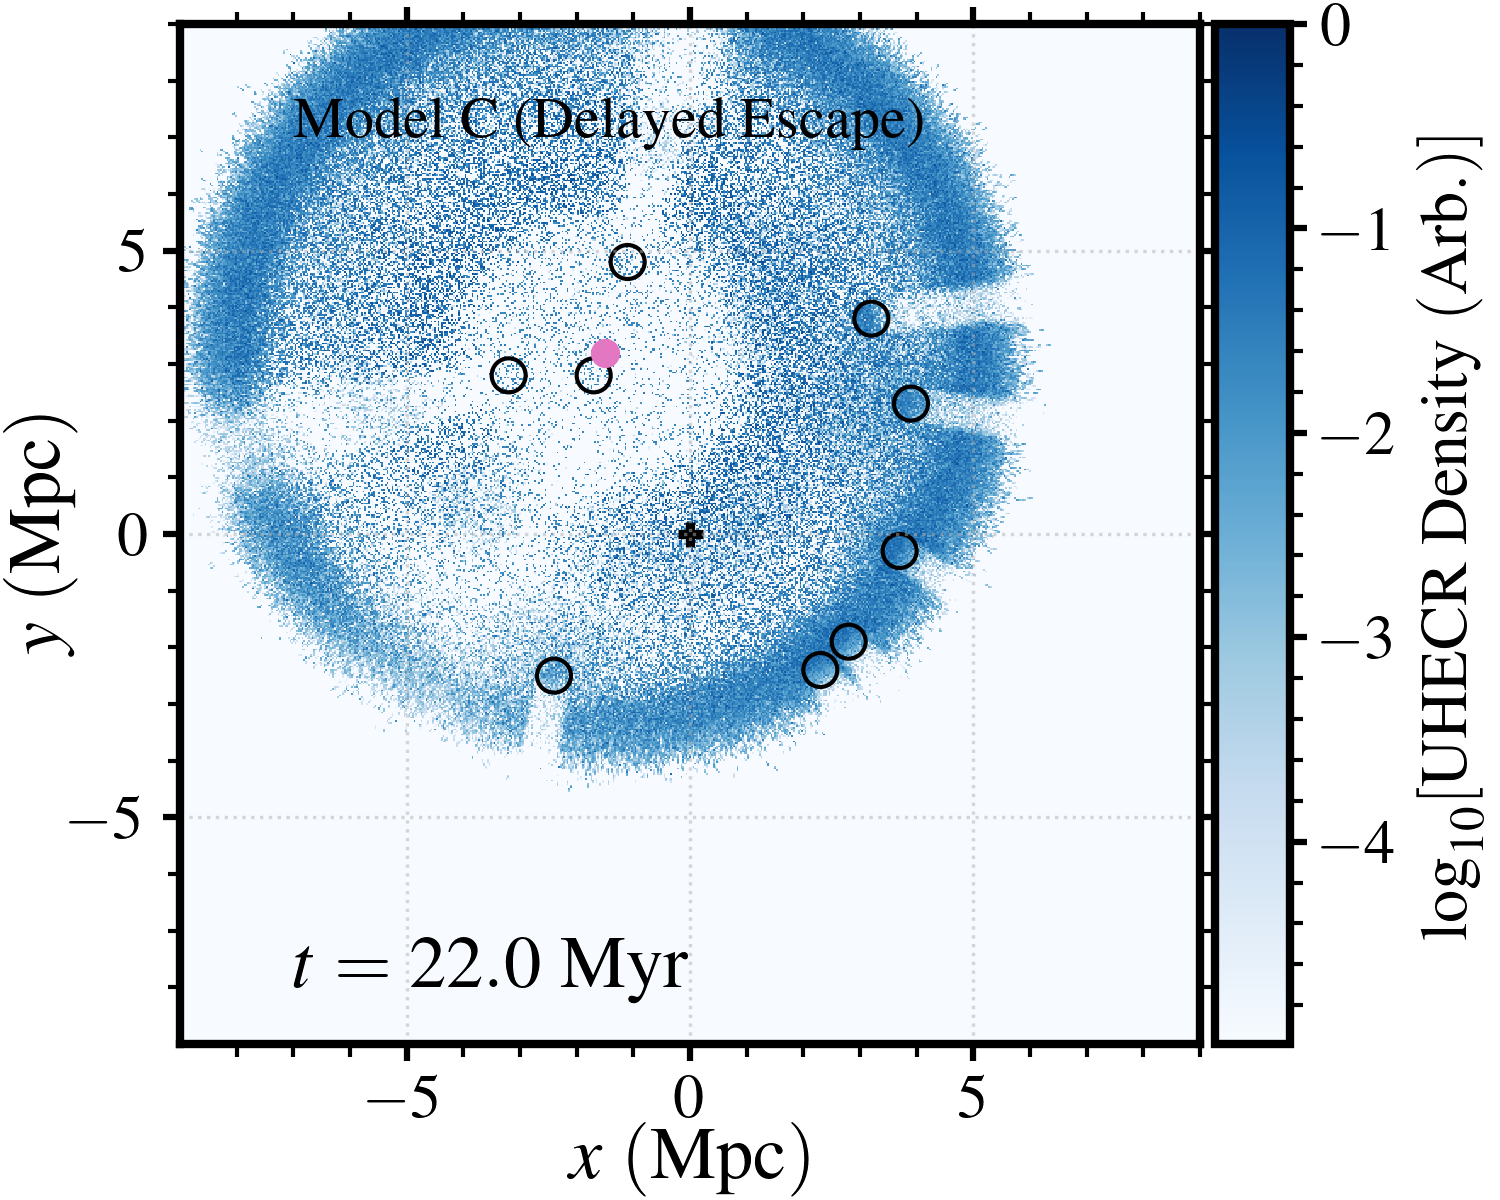 Model C (Delayed Escape)
t = 22.0 Myr
5
0
−5
y (Mpc)
−5
0
5
x (Mpc)
0
−1
−2
−3
−4
log₁₀[UHECR Density (Arb.)]